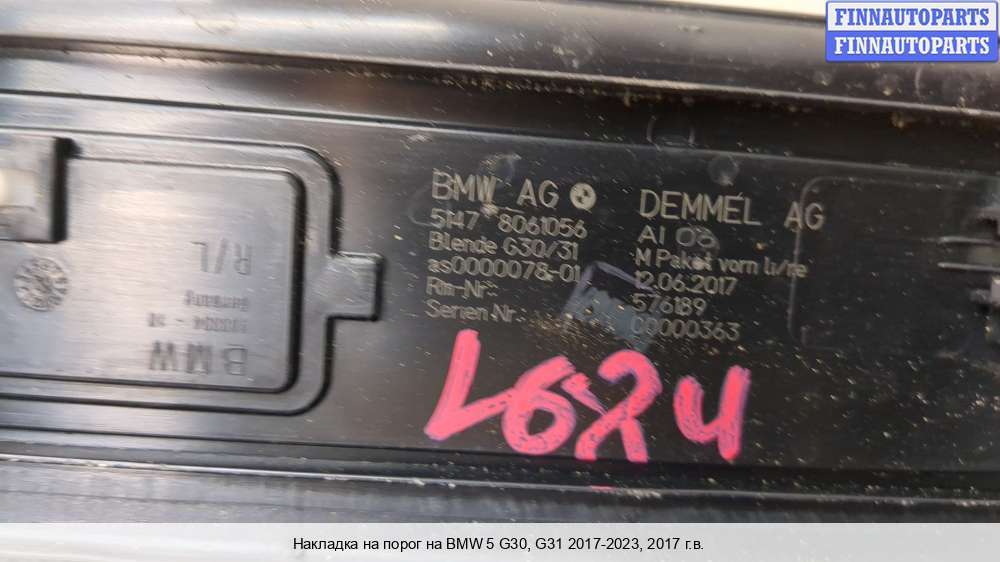 FINNAUTOPARTS
FINNAUTOPARTS
BMW AG DEMMEL AG
5147 8061056 AI 08
Blende G30/31 M Paket vorn li/re
as0000078-01 12.06.2017
Rm-Nr: 576189
Serien Nr.: 00000363
R/L
Germany
BMW
L624
Накладка на порог на BMW 5 G30, G31 2017-2023, 2017 г.в.